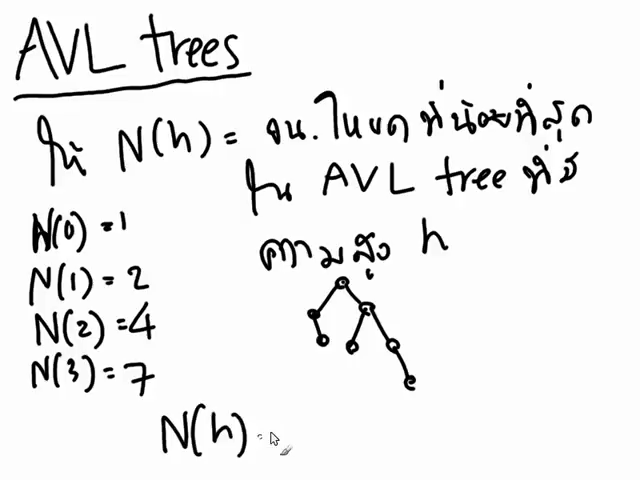 AVL trees
ให้ N(h) = จน. โหนด ที่น้อยที่สุด
ใน AVL tree ที่มี
ความสูง h
N(0) = 1
N(1) = 2
N(2) = 4
N(3) = 7
N(h) =